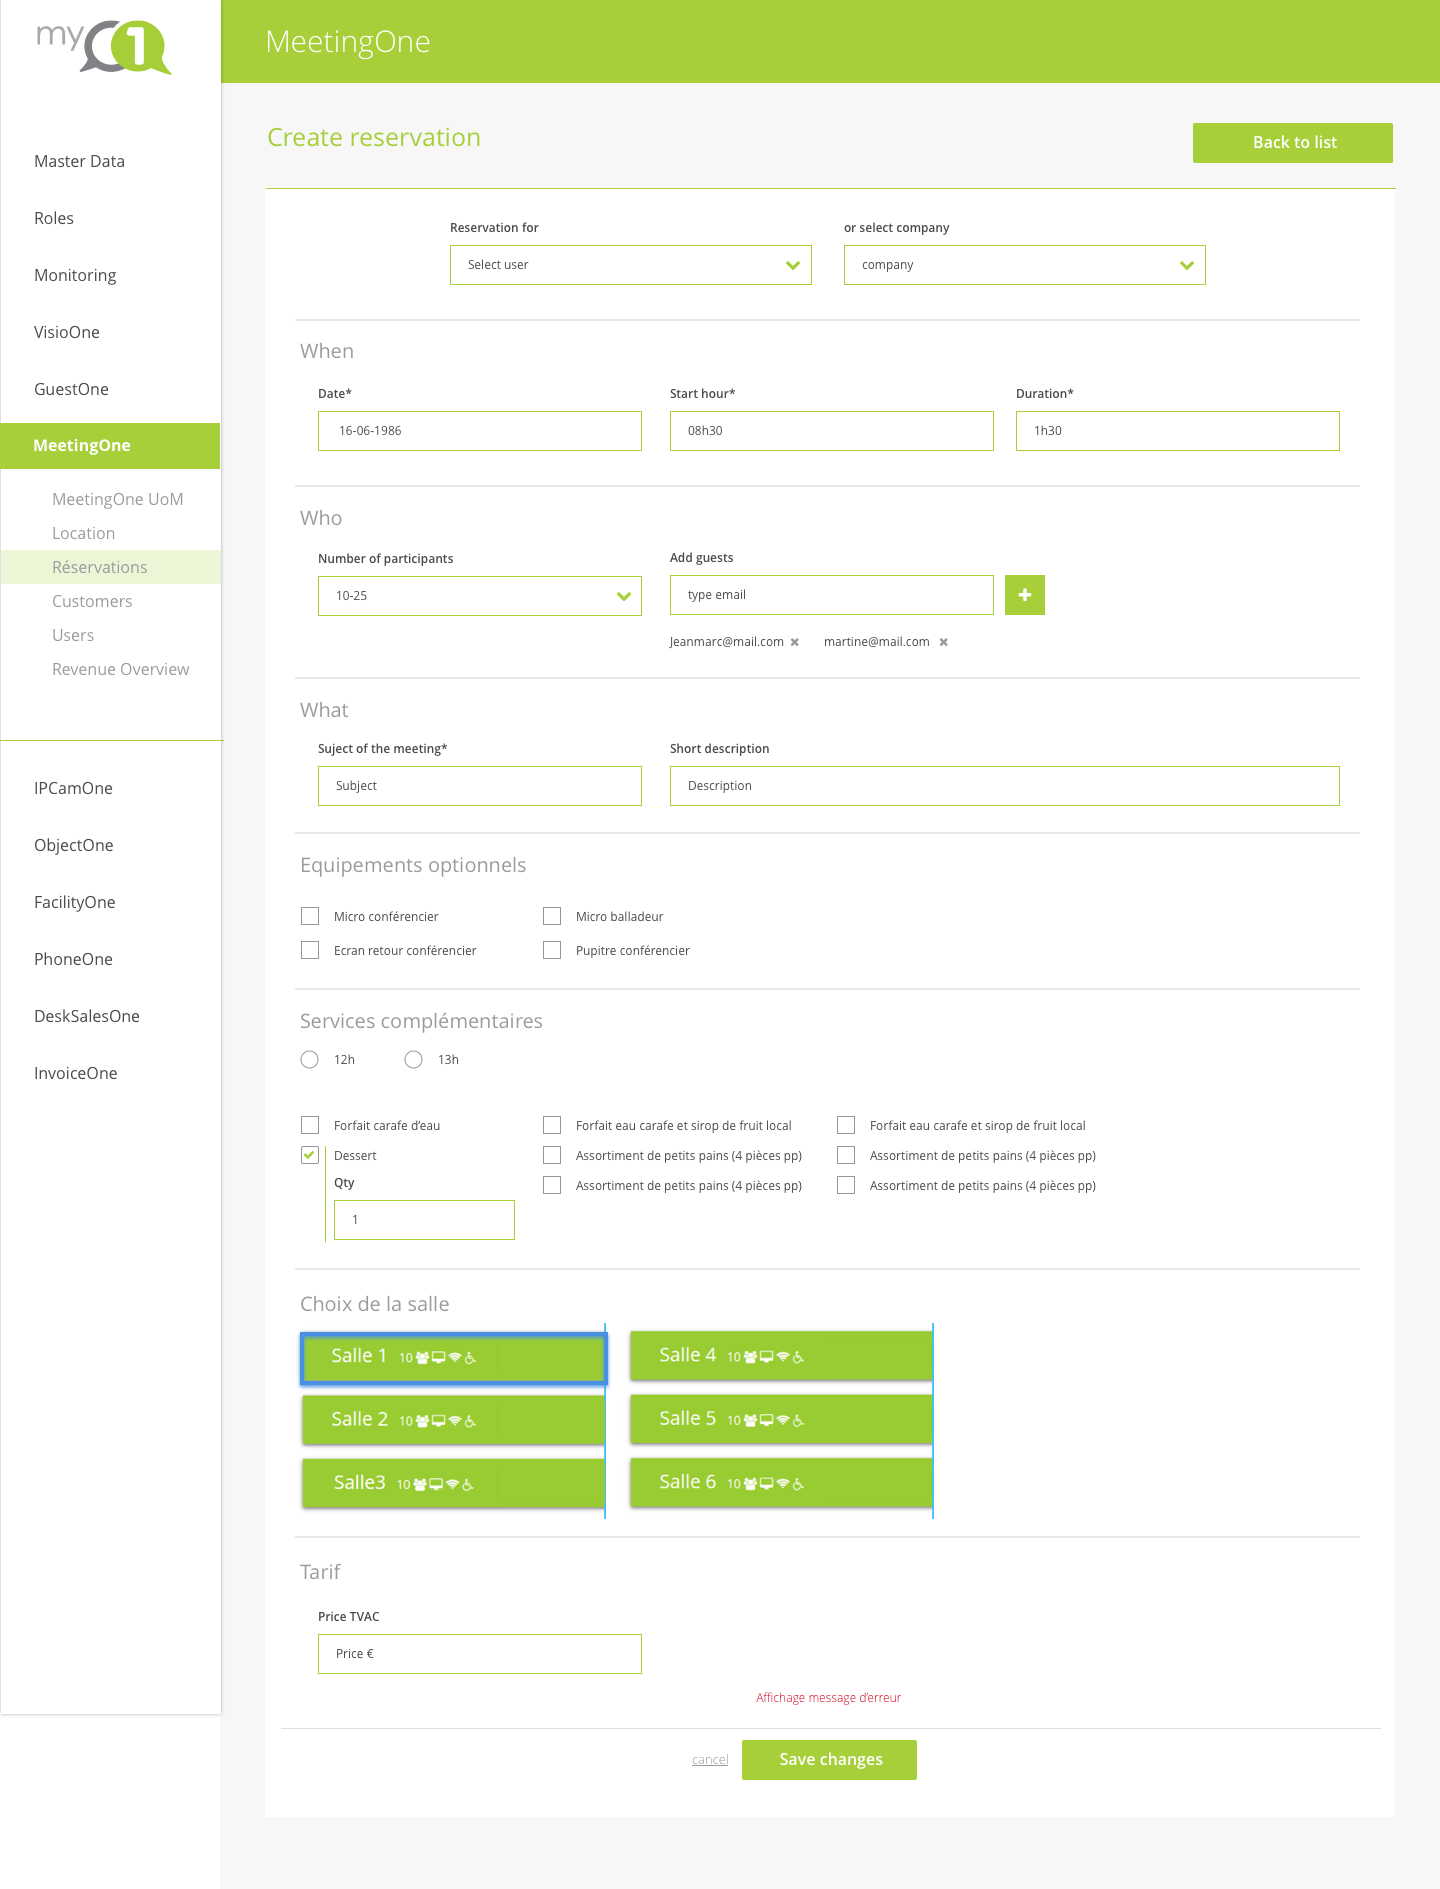 my 1
MeetingOne
Master Data
Roles
Monitoring
VisioOne
GuestOne
MeetingOne
MeetingOne UoM
Location
Réservations
Customers
Users
Revenue Overview
IPCamOne
ObjectOne
FacilityOne
PhoneOne
DeskSalesOne
InvoiceOne
Create reservation
Back to list
Reservation for
or select company
Select user
company
When
Date*
Start hour*
Duration*
16-06-1986
08h30
1h30
Who
Number of participants
Add guests
10-25
type email
Jeanmarc@mail.com
martine@mail.com
What
Suject of the meeting*
Short description
Subject
Description
Equipements optionnels
Micro conférencier
Micro balladeur
Ecran retour conférencier
Pupitre conférencier
Services complémentaires
12h
13h
Forfait carafe d'eau
Forfait eau carafe et sirop de fruit local
Forfait eau carafe et sirop de fruit local
Dessert
Assortiment de petits pains (4 pièces pp)
Assortiment de petits pains (4 pièces pp)
Qty
Assortiment de petits pains (4 pièces pp)
Assortiment de petits pains (4 pièces pp)
1
Choix de la salle
Salle 1 10
Salle 4 10
Salle 2 10
Salle 5 10
Salle3 10
Salle 6 10
Tarif
Price TVAC
Price €
Affichage message d'erreur
cancel
Save changes